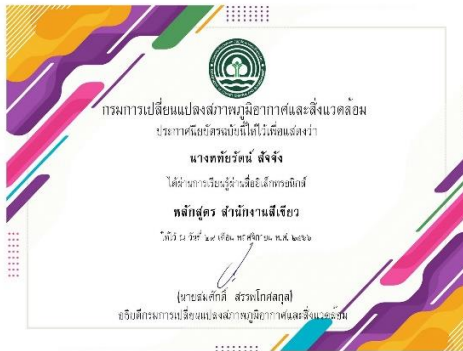 กรมการเปลี่ยนแปลงสภาพภูมิอากาศและสิ่งแวดล้อม
ประกาศนียบัตรฉบับนี้ให้ไว้เพื่อแสดงว่า
นางหทัยรัตน์ สัจจัง
ได้ผ่านการเรียนรู้ผ่านสื่ออิเล็กทรอนิกส์
หลักสูตร สำนักงานสีเขียว
ให้ไว้ ณ วันที่ เดือน พฤศจิกายน พ.ศ. ๒๕๖๖
(นายสมศักดิ์ สรรพโกศลกุล)
อธิบดีกรมการเปลี่ยนแปลงสภาพภูมิอากาศและสิ่งแวดล้อม